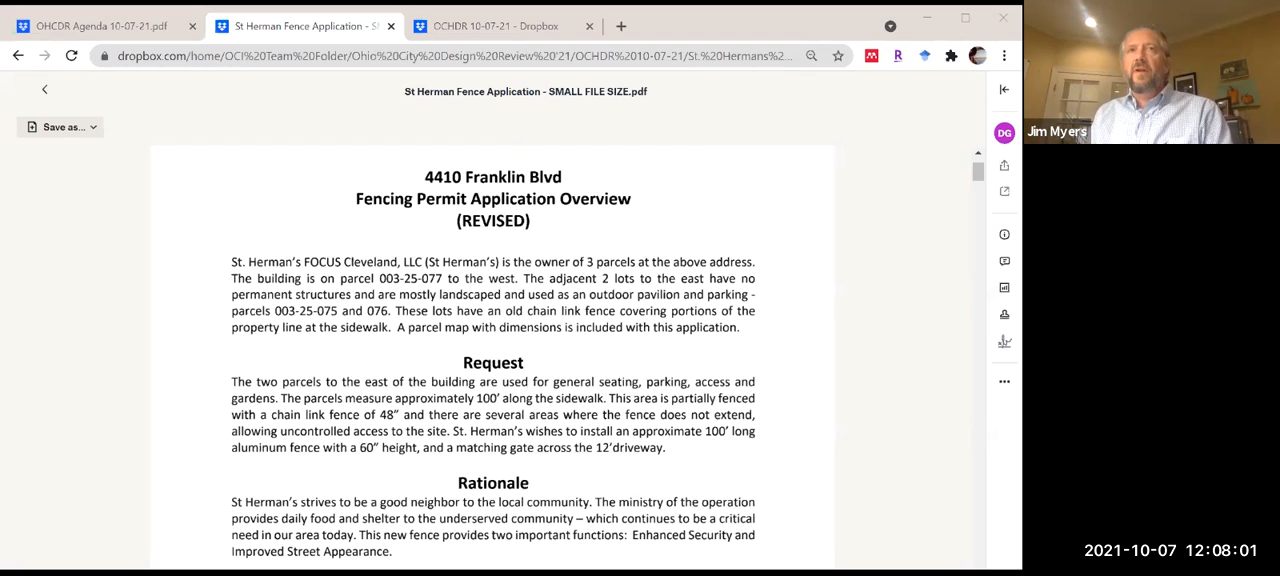 OHCDR Agenda 10-07-21.pdf
St Herman Fence Application - S
OCHDR 10-07-21 - Dropbox
dropbox.com/home/OCI%20Team%20Folder/Ohio%20City%20Design%20Review%20'21/OCHDR%2010-07-21/St.%20Hermans%2...
R
St Herman Fence Application - SMALL FILE SIZE.pdf
Save as...
DG
Jim Myers
4410 Franklin Blvd
Fencing Permit Application Overview
(REVISED)
St. Herman's FOCUS Cleveland, LLC (St Herman's) is the owner of 3 parcels at the above address.
The building is on parcel 003-25-077 to the west. The adjacent 2 lots to the east have no
permanent structures and are mostly landscaped and used as an outdoor pavilion and parking -
parcels 003-25-075 and 076. These lots have an old chain link fence covering portions of the
property line at the sidewalk. A parcel map with dimensions is included with this application.
Request
The two parcels to the east of the building are used for general seating, parking, access and
gardens. The parcels measure approximately 100' along the sidewalk. This area is partially fenced
with a chain link fence of 48" and there are several areas where the fence does not extend,
allowing uncontrolled access to the site. St. Herman's wishes to install an approximate 100' long
aluminum fence with a 60" height, and a matching gate across the 12'driveway.
Rationale
St Herman's strives to be a good neighbor to the local community. The ministry of the operation
provides daily food and shelter to the underserved community – which continues to be a critical
need in our area today. This new fence provides two important functions: Enhanced Security and
Improved Street Appearance.
2021-10-07 12:08:01